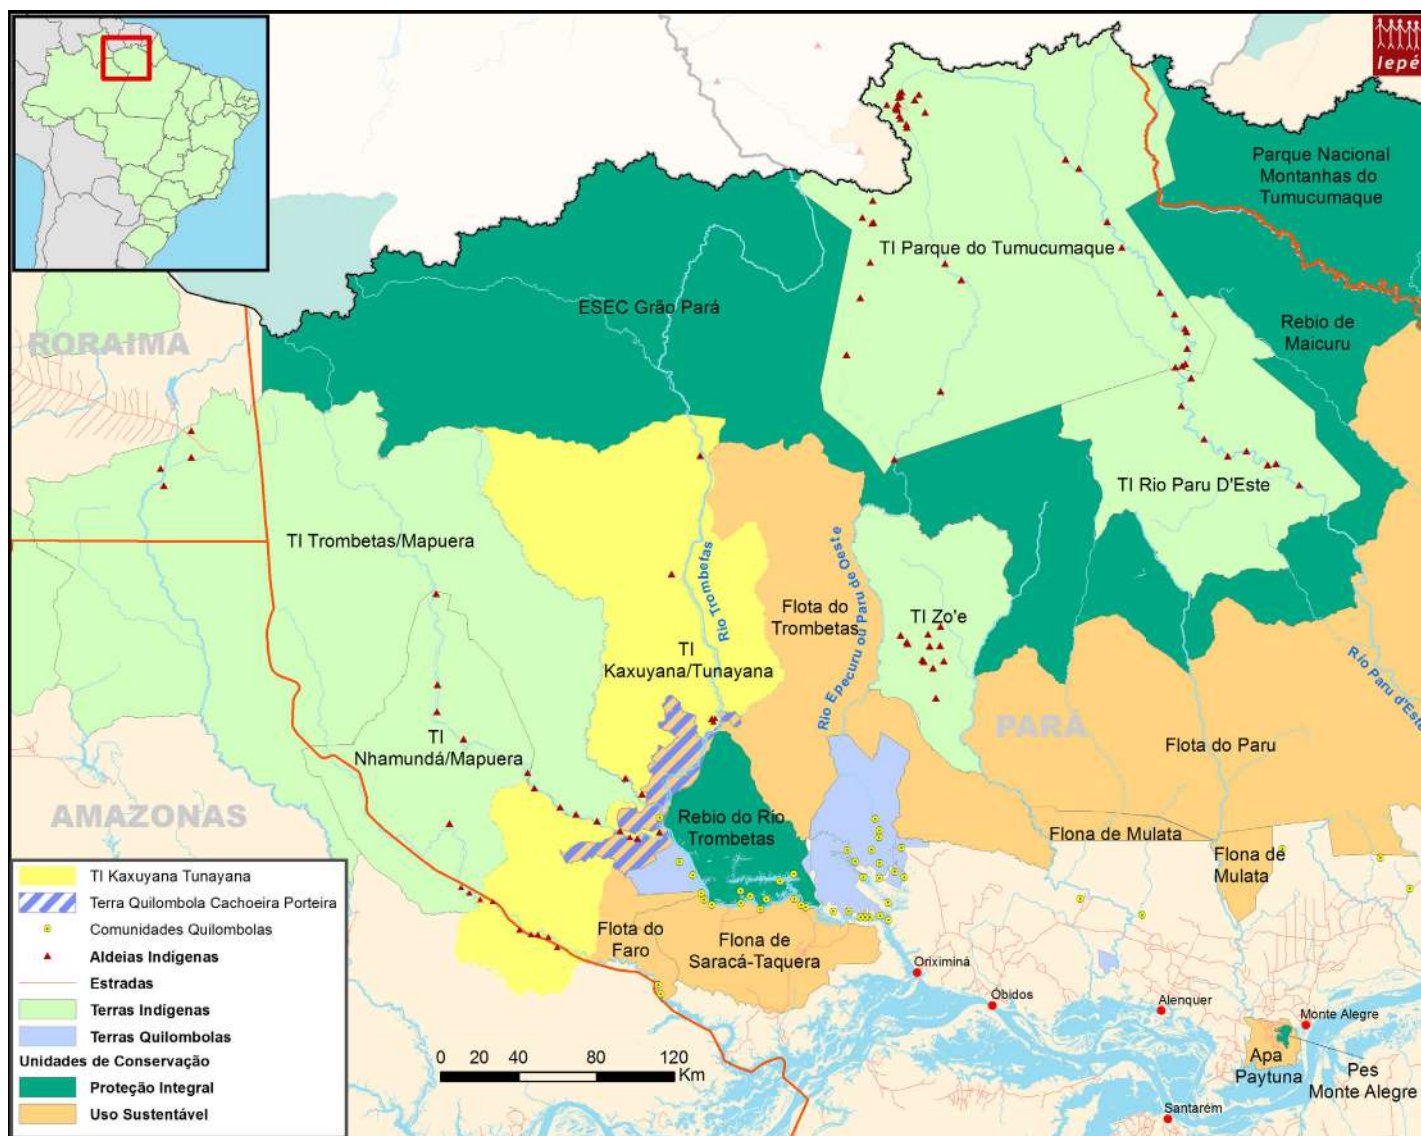 Iepé
Parque Nacional
Montanhas do
Tumucumaque
TI Parque do Tumucumaque
ESEC Grão Pará
Rebio de
Maicuru
RORAIMA
TI Rio Paru D'Este
TI Trombetas/Mapuera
Rio Trombetas
Rio Epecuru ou Paru de Oeste
Flota do
Trombetas
TI Zo'e
TI
Kaxuyana/Tunayana
Rio Paru d'Este
PARÁ
TI
Nhamundá/Mapuera
Flota do Paru
AMAZONAS
Rebio do Rio
Trombetas
Flona de Mulata
Flona de
Mulata
Flota do
Faro
Flona de
Saracá-Taquera
Oriximiná
Óbidos
Alenquer
Monte Alegre
Apa
Paytuna
Pes
Monte Alegre
Santarém
TI Kaxuyana Tunayana
Terra Quilombola Cachoeira Porteira
Comunidades Quilombolas
Aldeias Indígenas
Estradas
Terras Indígenas
Terras Quilombolas
Unidades de Conservação
Proteção Integral
Uso Sustentável
0 20 40 80 120
Km